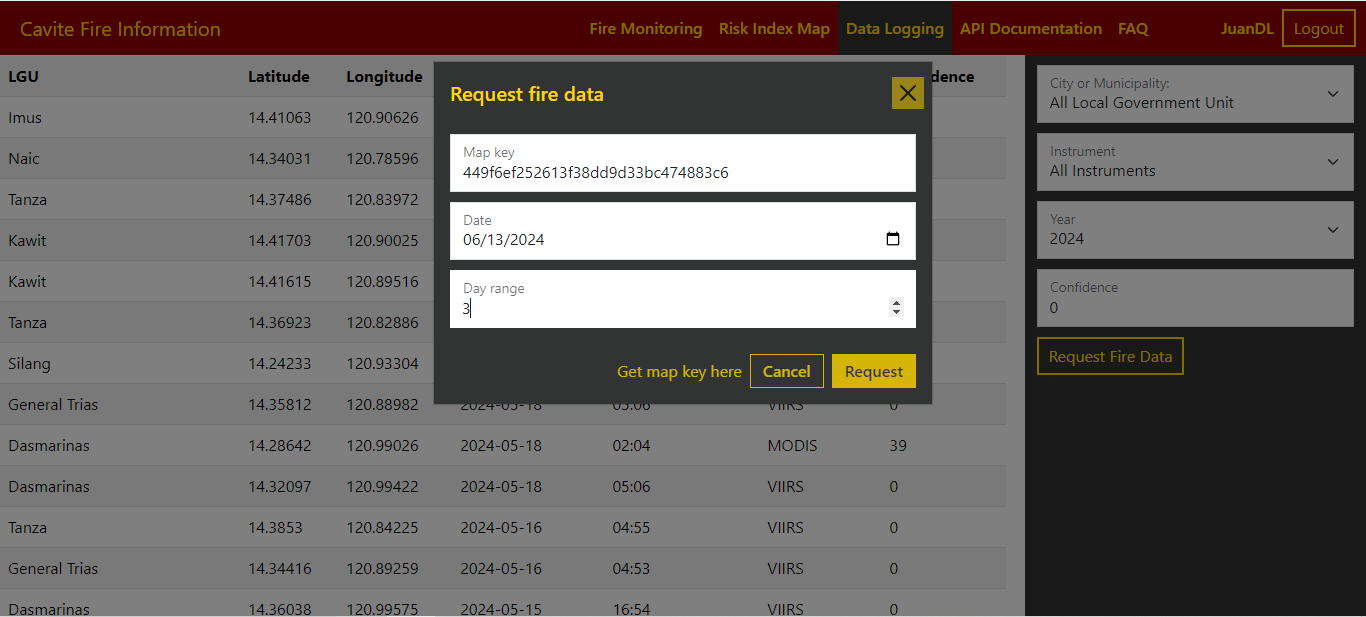 Cavite Fire Information
Fire Monitoring Risk Index Map Data Logging API Documentation FAQ JuanDL Logout
LGU Latitude Longitude dence
Imus 14.41063 120.90626
Naic 14.34031 120.78596
Tanza 14.37486 120.83972
Kawit 14.41703 120.90025
Kawit 14.41615 120.89516
Tanza 14.36923 120.82886
Silang 14.24233 120.93304
General Trias 14.35812 120.88982 2024-05-18 05:06 VIIRS 0
Dasmarinas 14.28642 120.99026 2024-05-18 02:04 MODIS 39
Dasmarinas 14.32097 120.99422 2024-05-18 05:06 VIIRS 0
Tanza 14.3853 120.84225 2024-05-16 04:55 VIIRS 0
General Trias 14.34416 120.89259 2024-05-16 04:53 VIIRS 0
Dasmarinas 14.36038 120.99575 2024-05-15 16:54 VIIRS 0
Request fire data
Map key
449f6ef252613f38dd9d33bc474883c6
Date
06/13/2024
Day range
3
Get map key here Cancel Request
City or Municipality:
All Local Government Unit
Instrument
All Instruments
Year
2024
Confidence
0
Request Fire Data